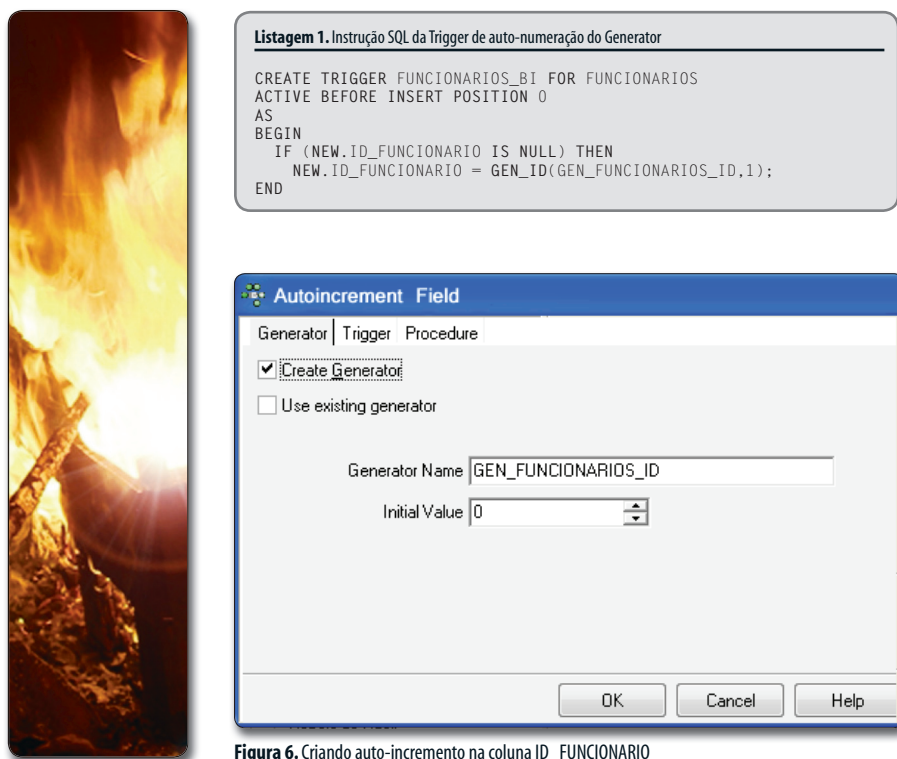 Listagem 1. Instrução SQL da Trigger de auto-numeração do Generator
CREATE TRIGGER FUNCIONARIOS_BI FOR FUNCIONARIOS
ACTIVE BEFORE INSERT POSITION 0
AS
BEGIN
IF (NEW.ID_FUNCIONARIO IS NULL) THEN
NEW.ID_FUNCIONARIO = GEN_ID(GEN_FUNCIONARIOS_ID,1);
END
Autoincrement Field
Generator Trigger Procedure
Create Generator
Use existing generator
Generator Name GEN_FUNCIONARIOS_ID
Initial Value 0
OK Cancel Help
Figura 6. Criando auto-incremento na coluna ID_FUNCIONARIO